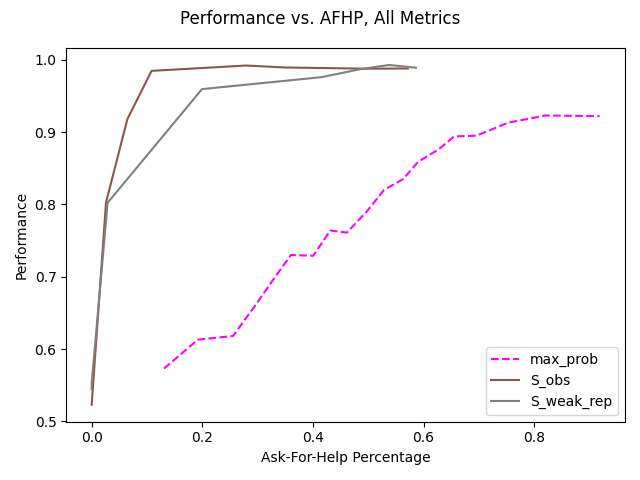 Performance vs. AFHP, All Metrics
1.0
0.9
0.8
0.7
0.6
0.5
Performance
0.0 0.2 0.4 0.6 0.8
Ask-For-Help Percentage
max_prob
S_obs
S_weak_rep